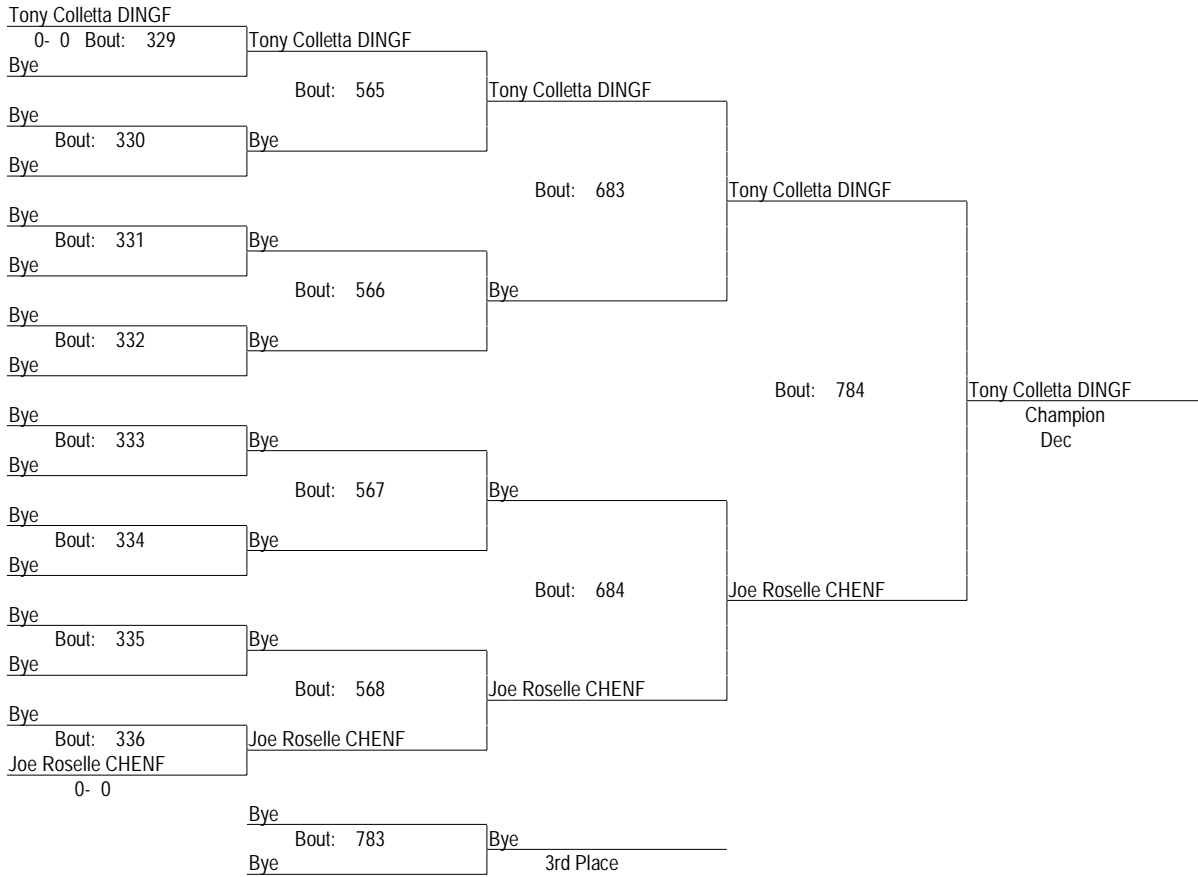 Tony Colletta DINGF
0- 0 Bout: 329
Tony Colletta DINGF
Bye
Bout: 565
Tony Colletta DINGF
Bye
Bout: 330
Bye
Bye
Bout: 683
Tony Colletta DINGF
Bye
Bout: 331
Bye
Bye
Bout: 566
Bye
Bye
Bout: 332
Bye
Bye
Bout: 784
Tony Colletta DINGF
Champion
Dec
Bye
Bout: 333
Bye
Bye
Bout: 567
Bye
Bye
Bout: 334
Bye
Bye
Bout: 684
Joe Roselle CHENF
Bye
Bout: 335
Bye
Bye
Bout: 568
Joe Roselle CHENF
Bye
Bout: 336
Joe Roselle CHENF
Joe Roselle CHENF
0- 0
Bye
Bout: 783
Bye
Bye
3rd Place